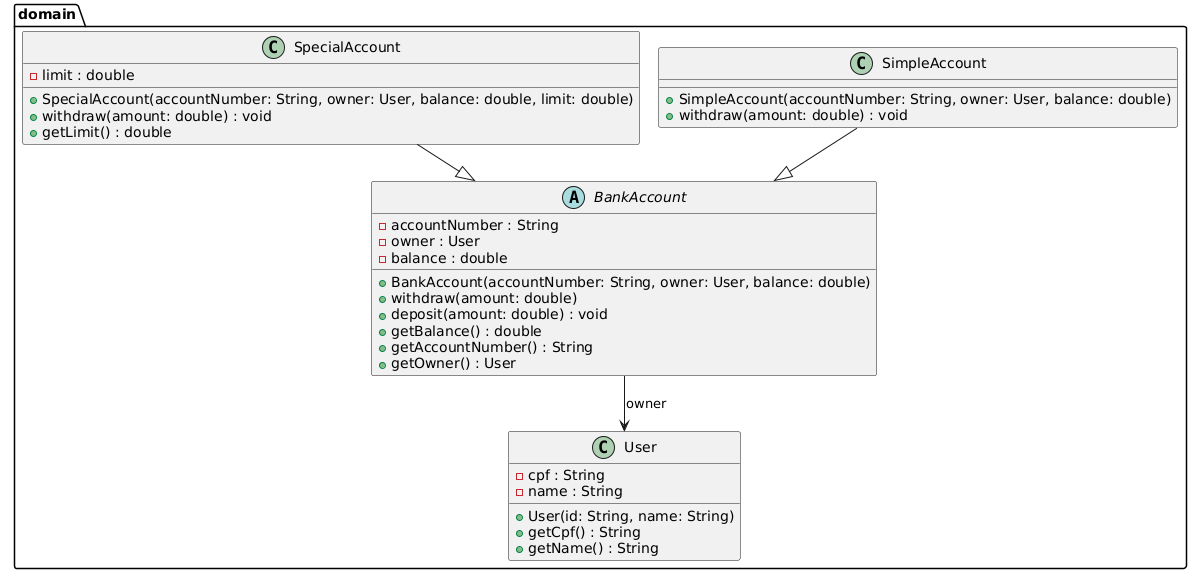 domain
C SpecialAccount
limit : double
SpecialAccount(accountNumber: String, owner: User, balance: double, limit: double)
withdraw(amount: double) : void
getLimit() : double
C SimpleAccount
SimpleAccount(accountNumber: String, owner: User, balance: double)
withdraw(amount: double) : void
A BankAccount
accountNumber : String
owner : User
balance : double
BankAccount(accountNumber: String, owner: User, balance: double)
withdraw(amount: double)
deposit(amount: double) : void
getBalance() : double
getAccountNumber() : String
getOwner() : User
owner
C User
cpf : String
name : String
User(id: String, name: String)
getCpf() : String
getName() : String